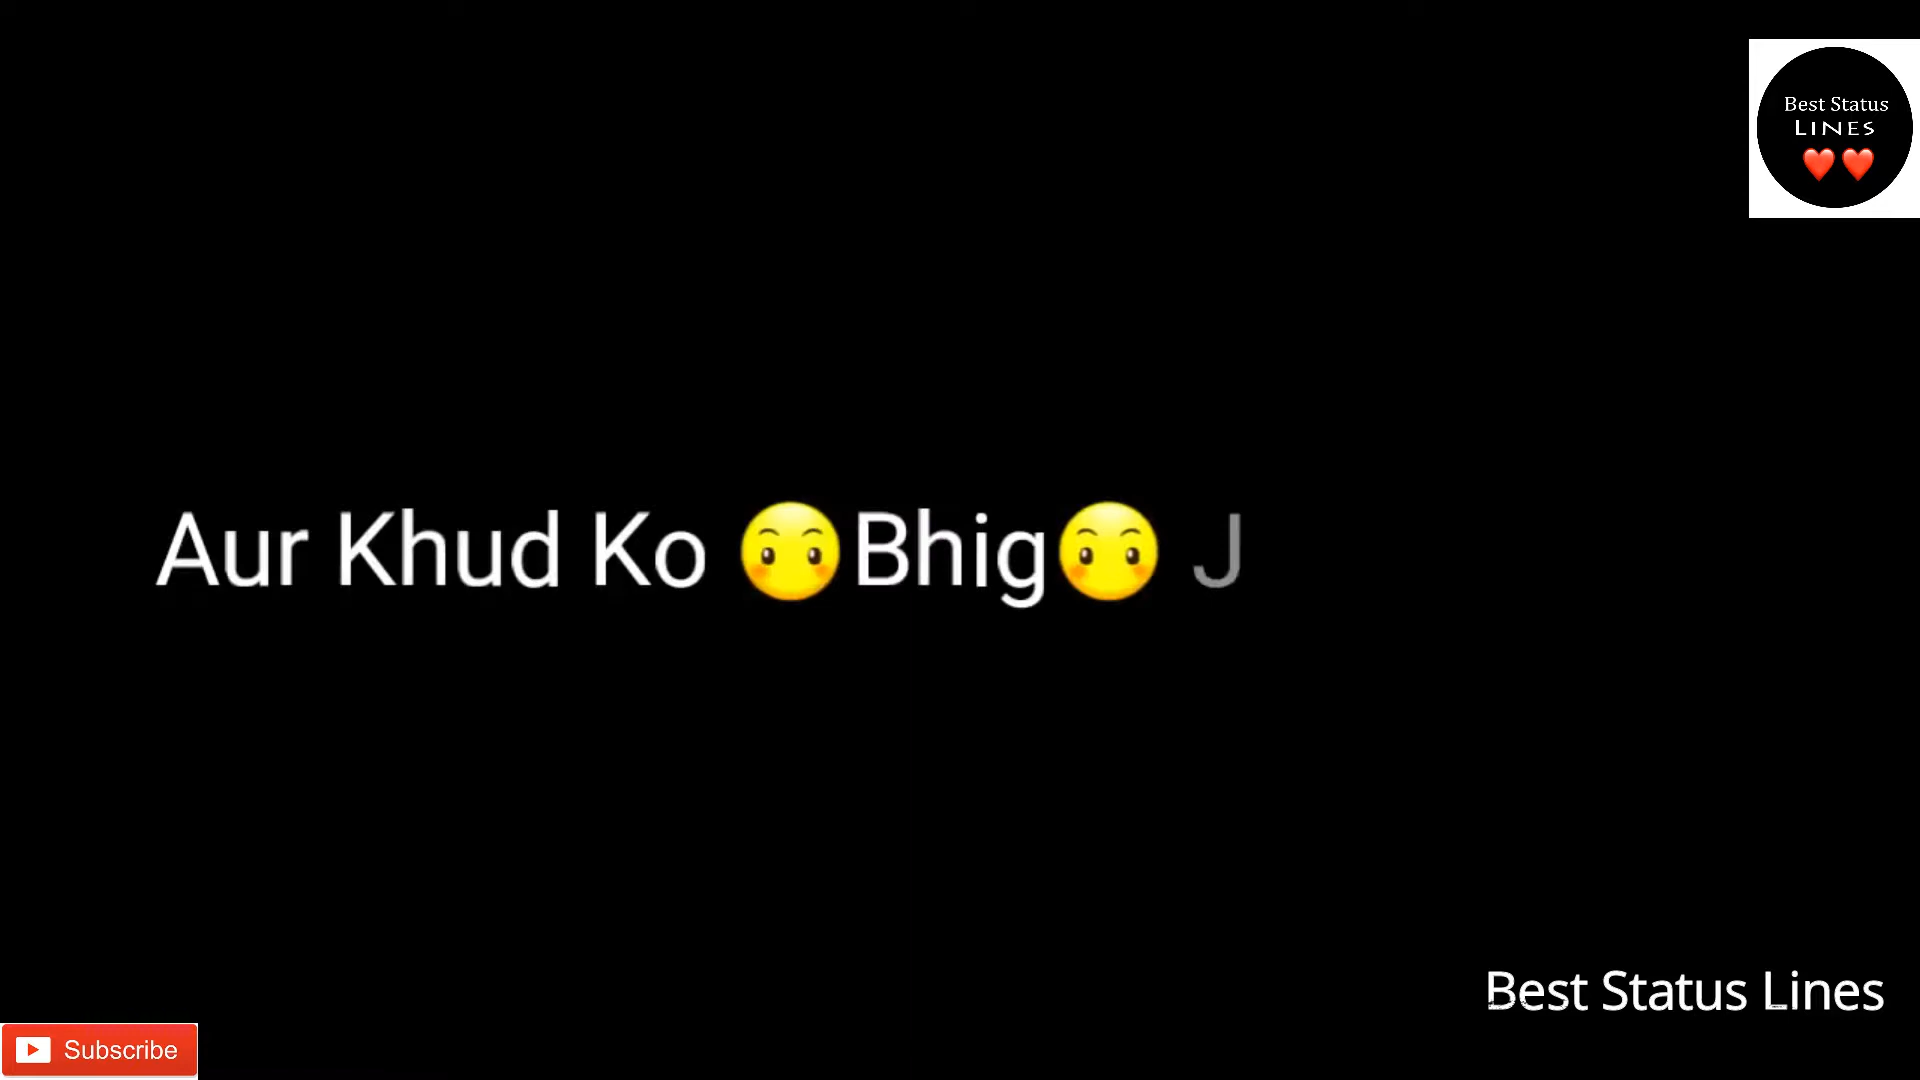 Best Status
LINES
❤️❤️
Aur Khud Ko 😶Bhig😶 J
Best Status Lines
Subscribe